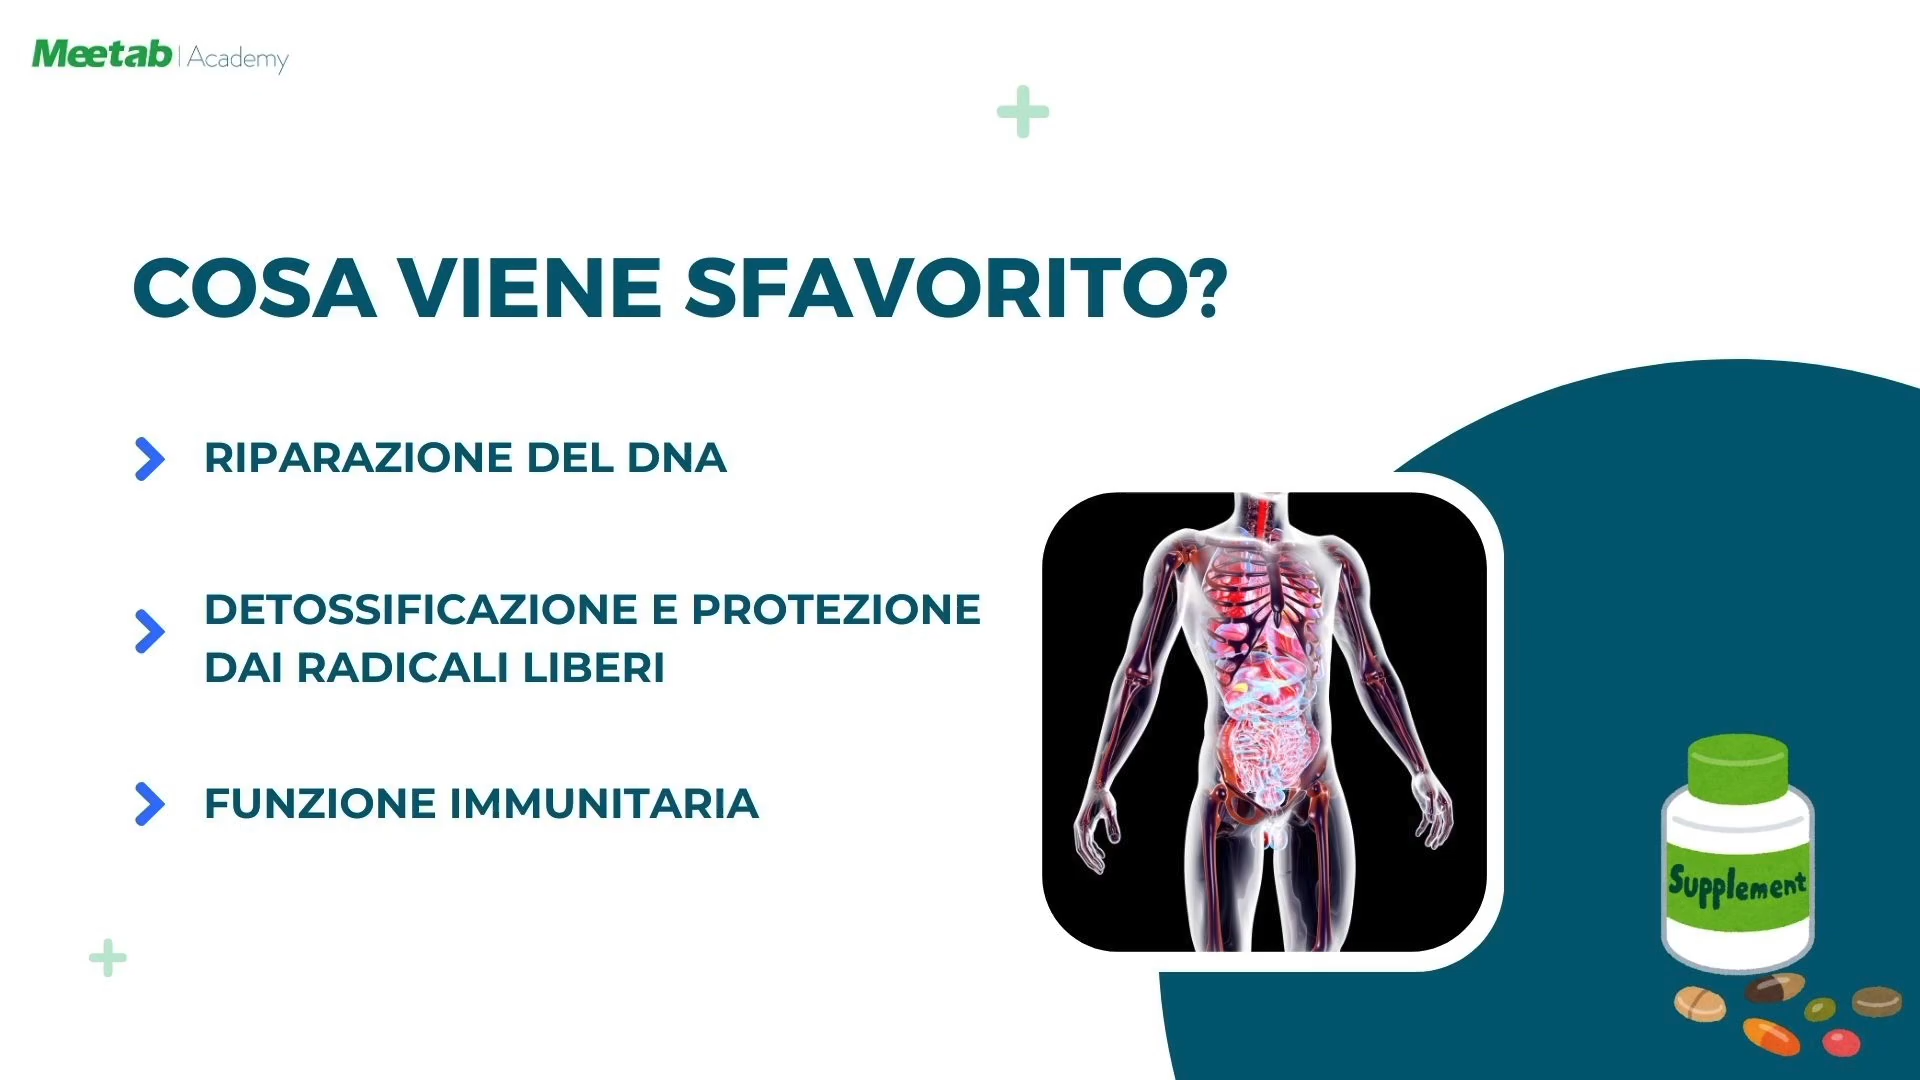 Meetab | Academy
COSA VIENE SFAVORITO?
RIPARAZIONE DEL DNA
DETOSSIFICAZIONE E PROTEZIONE
DAI RADICALI LIBERI
FUNZIONE IMMUNITARIA
Supplement